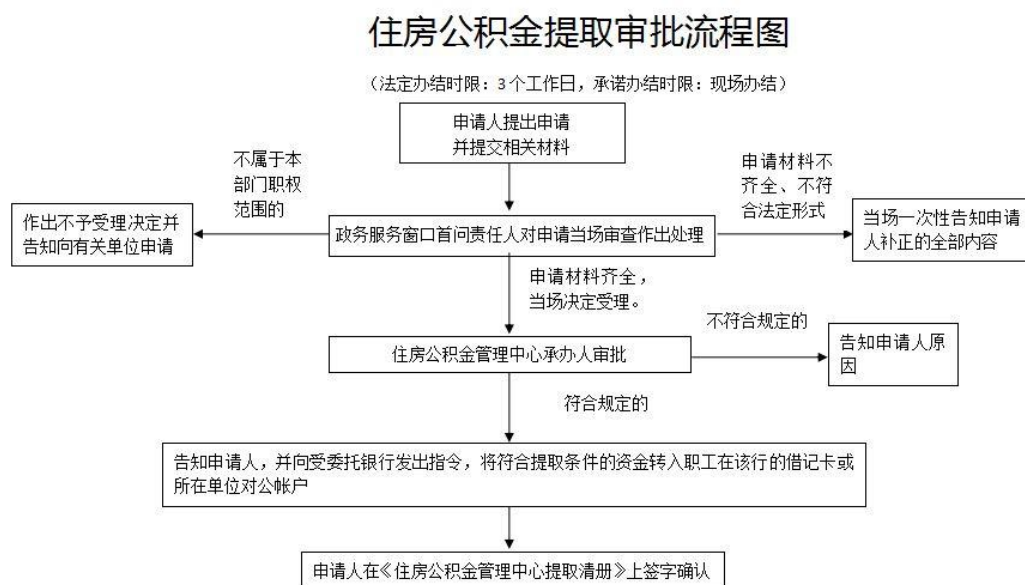 住房公积金提取审批流程图
（法定办结时限：3个工作日，承诺办结时限：现场办结）
申请人提出申请
并提交相关材料
不属于本
部门职权
范围的
申请材料不
齐全、不符
合法定形式
作出不予受理决定并
告知向有关单位申请
政务服务窗口首问责任人对申请当场审查作出处理
当场一次性告知申请
人补正的全部内容
申请材料齐全，
当场决定受理。
不符合规定的
住房公积金管理中心承办人审批
告知申请人原
因
符合规定的
告知申请人，并向受委托银行发出指令，将符合提取条件的资金转入职工在该行的借记卡或
所在单位对公帐户
申请人在《住房公积金管理中心提取清册》上签字确认